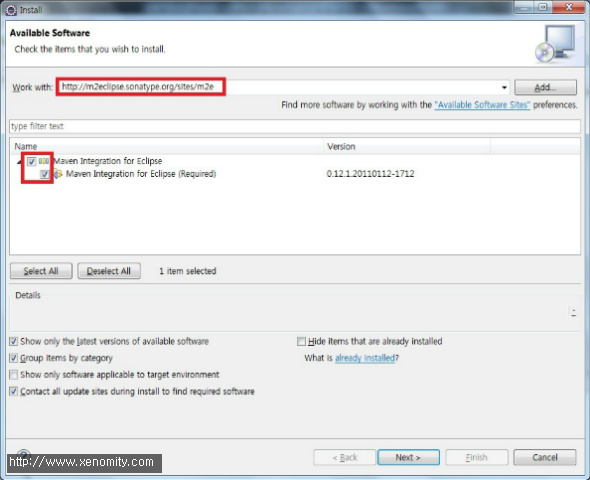 Install
Available Software
Check the items that you wish to install.
Work with: http://m2eclipse.sonatype.org/sites/m2e Add...
Find more software by working with the "Available Software Sites" preferences.
type filter text
Name Version
Maven Integration for Eclipse
Maven Integration for Eclipse (Required) 0.12.1.20110112-1712
Select All Deselect All 1 item selected
Details
Show only the latest versions of available software Hide items that are already installed
Group items by category What is already installed?
Show only software applicable to target environment
Contact all update sites during install to find required software
http://www.xenomity.com
< Back Next > Finish Cancel